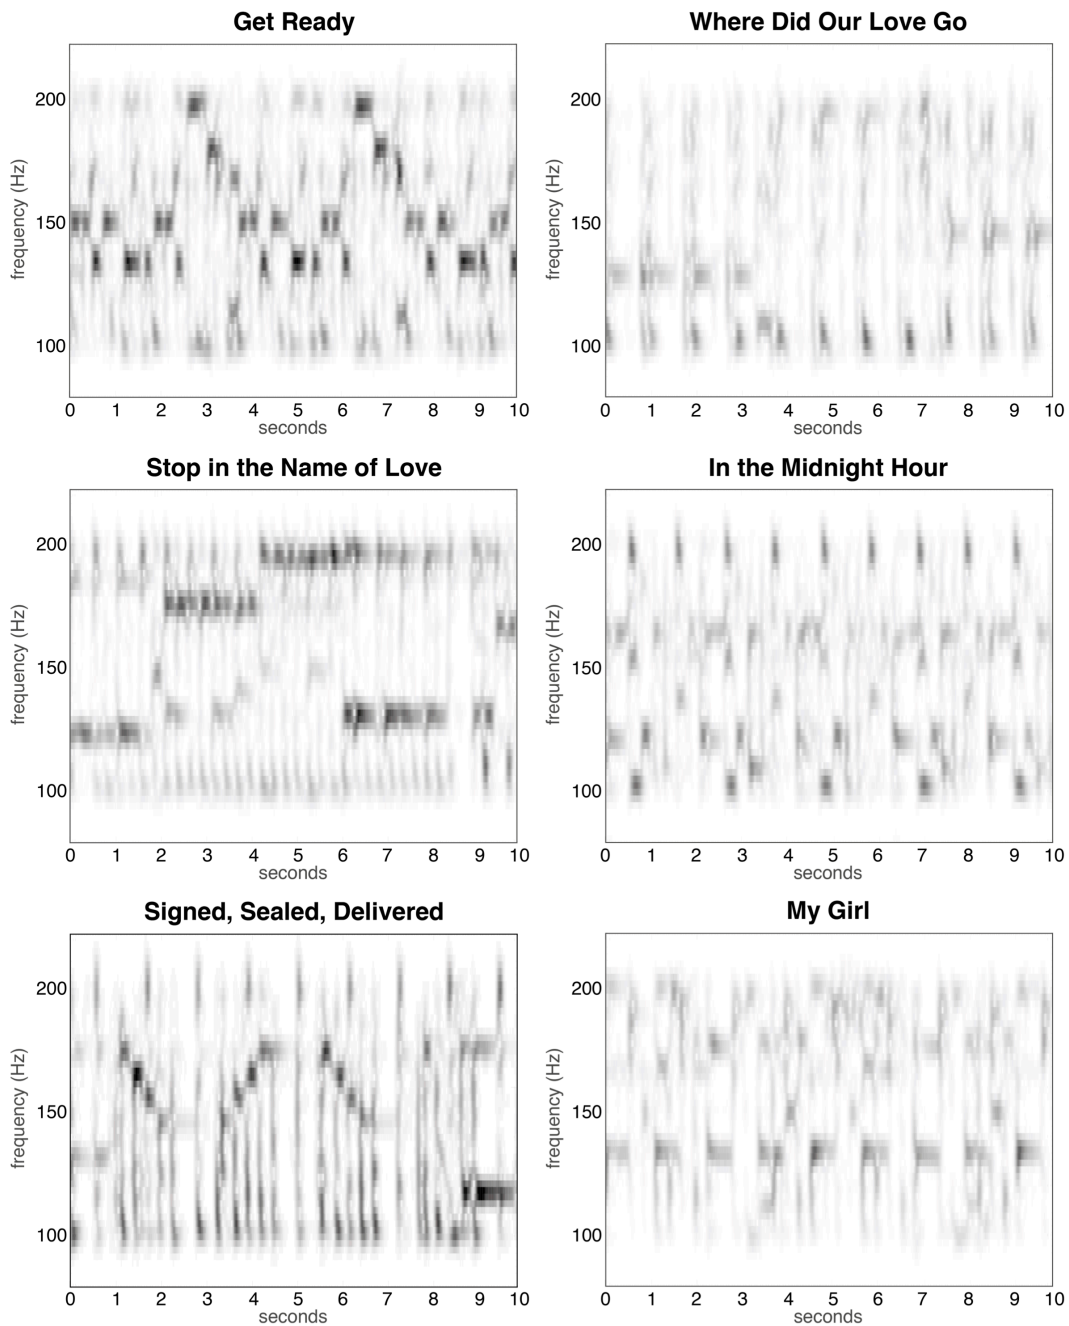 Get Ready
frequency (Hz)
200
150
100
0 1 2 3 4 5 6 7 8 9 10
seconds
Where Did Our Love Go
frequency (Hz)
200
150
100
0 1 2 3 4 5 6 7 8 9 10
seconds
Stop in the Name of Love
frequency (Hz)
200
150
100
0 1 2 3 4 5 6 7 8 9 10
seconds
In the Midnight Hour
frequency (Hz)
200
150
100
0 1 2 3 4 5 6 7 8 9 10
seconds
Signed, Sealed, Delivered
frequency (Hz)
200
150
100
0 1 2 3 4 5 6 7 8 9 10
seconds
My Girl
frequency (Hz)
200
150
100
0 1 2 3 4 5 6 7 8 9 10
seconds